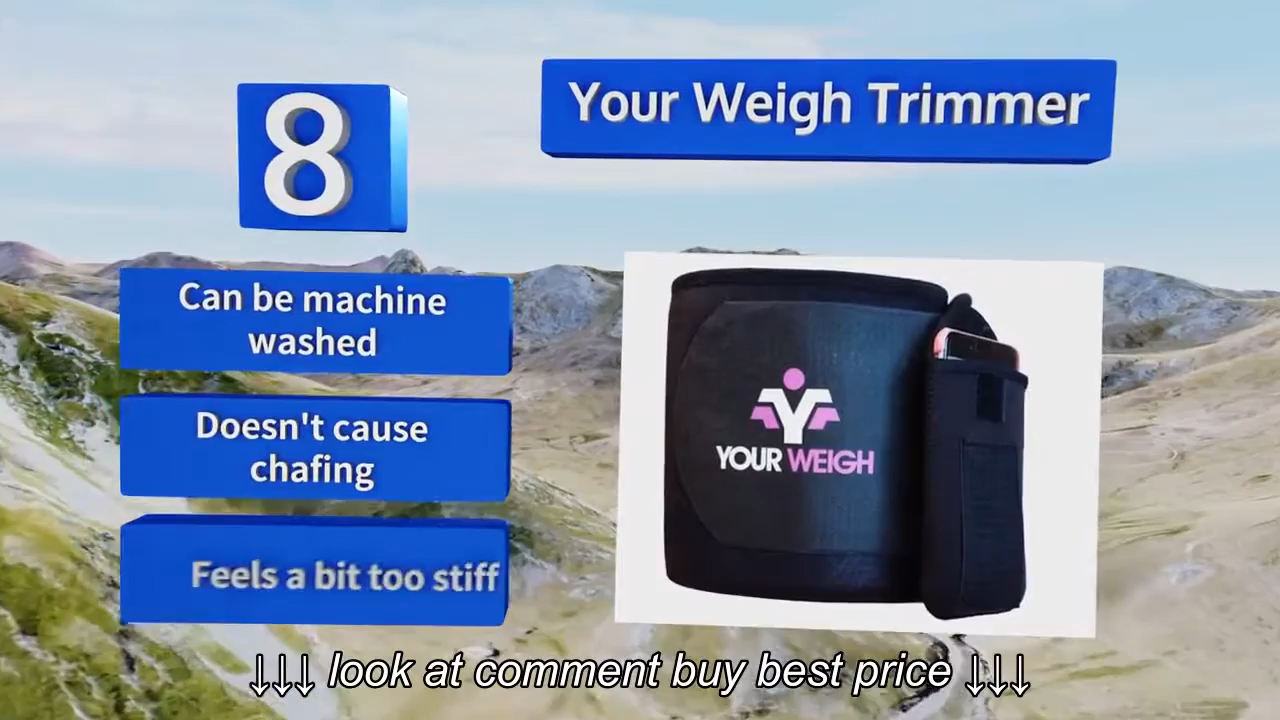 8
Your Weigh Trimmer
Can be machine
washed
Doesn't cause
chafing
Feels a bit too stiff
YOUR WEIGH
↓↓↓ look at comment buy best price ↓↓↓